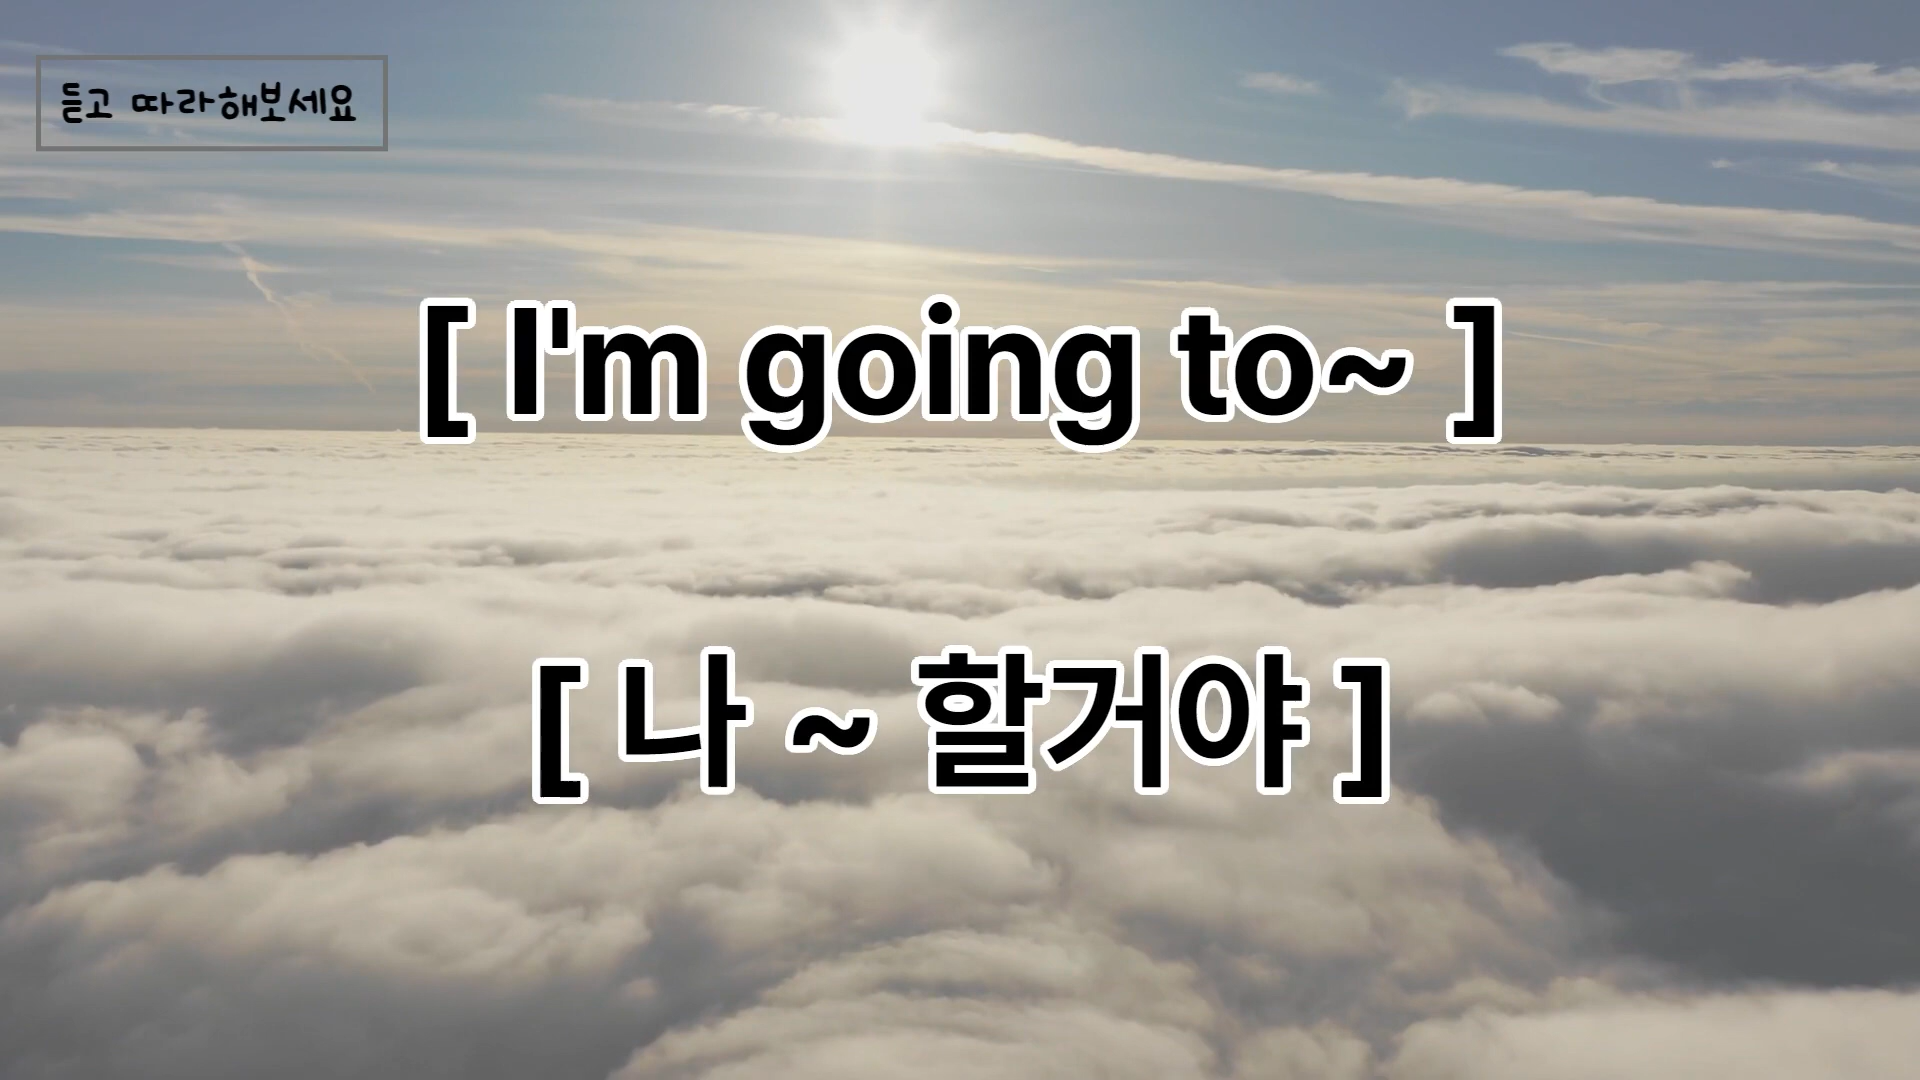 듣고 따라해보세요
[ I'm going to~ ]
[ 나 ~ 할거야 ]